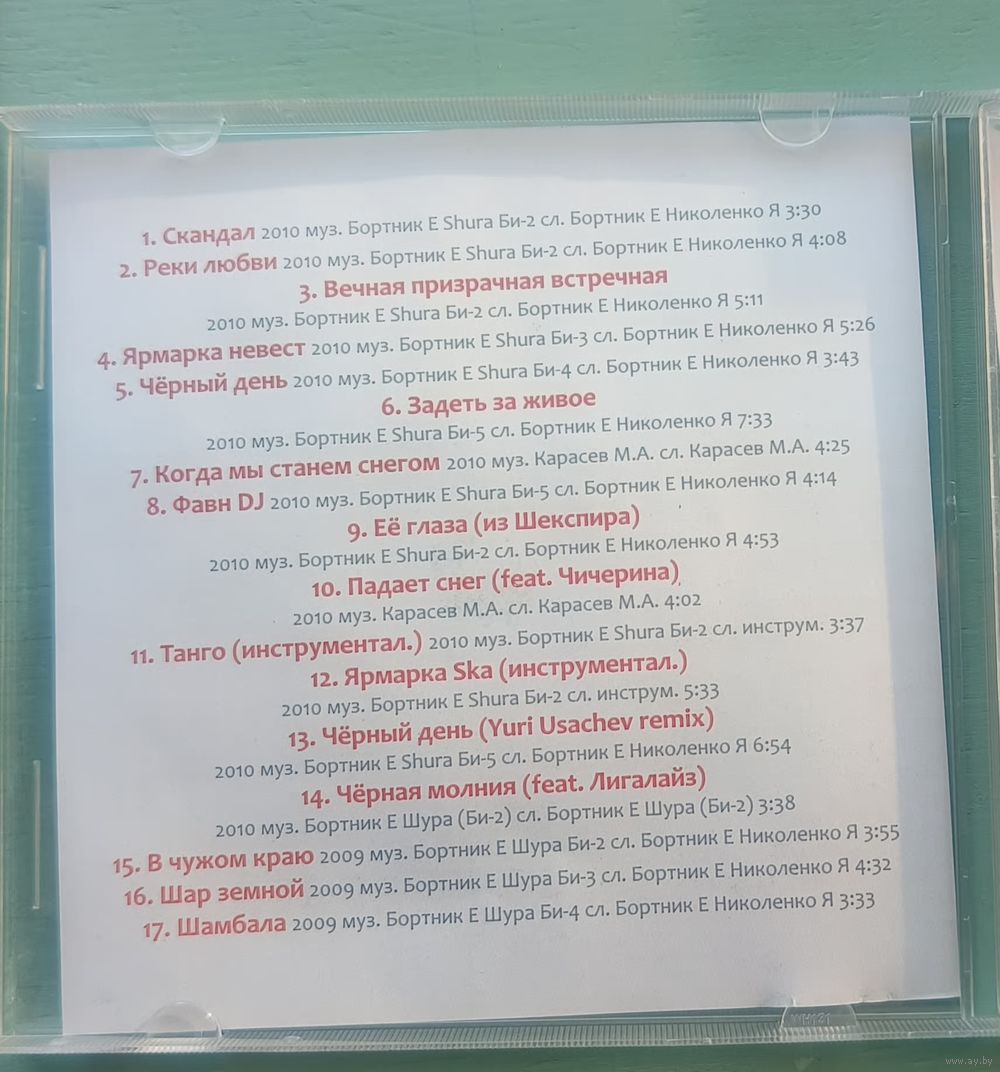 1. Скандал 2010 муз. Бортник Е Shura Би-2 сл. Бортник Е Николенко Я 3:30
2. Реки любви 2010 муз. Бортник Е Shura Би-2 сл. Бортник Е Николенко Я 4:08
3. Вечная призрачная встречная
2010 муз. Бортник Е Shura Би-2 сл. Бортник Е Николенко Я 5:11
4. Ярмарка невест 2010 муз. Бортник Е Shura Би-3 сл. Бортник Е Николенко Я 5:26
5. Чёрный день 2010 муз. Бортник Е Shura Би-4 сл. Бортник Е Николенко Я 3:43
6. Задеть за живое
2010 муз. Бортник Е Shura Би-5 сл. Бортник Е Николенко Я 7:33
7. Когда мы станем снегом 2010 муз. Карасев М.А. сл. Карасев М.А. 4:25
8. Фавн DJ 2010 муз. Бортник Е Shura Би-5 сл. Бортник Е Николенко Я 4:14
9. Её глаза (из Шекспира)
2010 муз. Бортник Е Shura Би-2 сл. Бортник Е Николенко Я 4:53
10. Падает снег (feat. Чичерина)
2010 муз. Карасев М.А. сл. Карасев М.А. 4:02
11. Танго (инструментал.) 2010 муз. Бортник Е Shura Би-2 сл. инструм. 3:37
12. Ярмарка Ska (инструментал.)
2010 муз. Бортник Е Shura Би-2 сл. инструм. 5:33
13. Чёрный день (Yuri Usachev remix)
2010 муз. Бортник Е Shura Би-5 сл. Бортник Е Николенко Я 6:54
14. Чёрная молния (feat. Лигалайз)
2010 муз. Бортник Е Шура (Би-2) сл. Бортник Е Шура (Би-2) 3:38
15. В чужом краю 2009 муз. Бортник Е Шура Би-2 сл. Бортник Е Николенко Я 3:55
16. Шар земной 2009 муз. Бортник Е Шура Би-3 сл. Бортник Е Николенко Я 4:32
17. Шамбала 2009 муз. Бортник Е Шура Би-4 сл. Бортник Е Николенко Я 3:33
www.ay.by